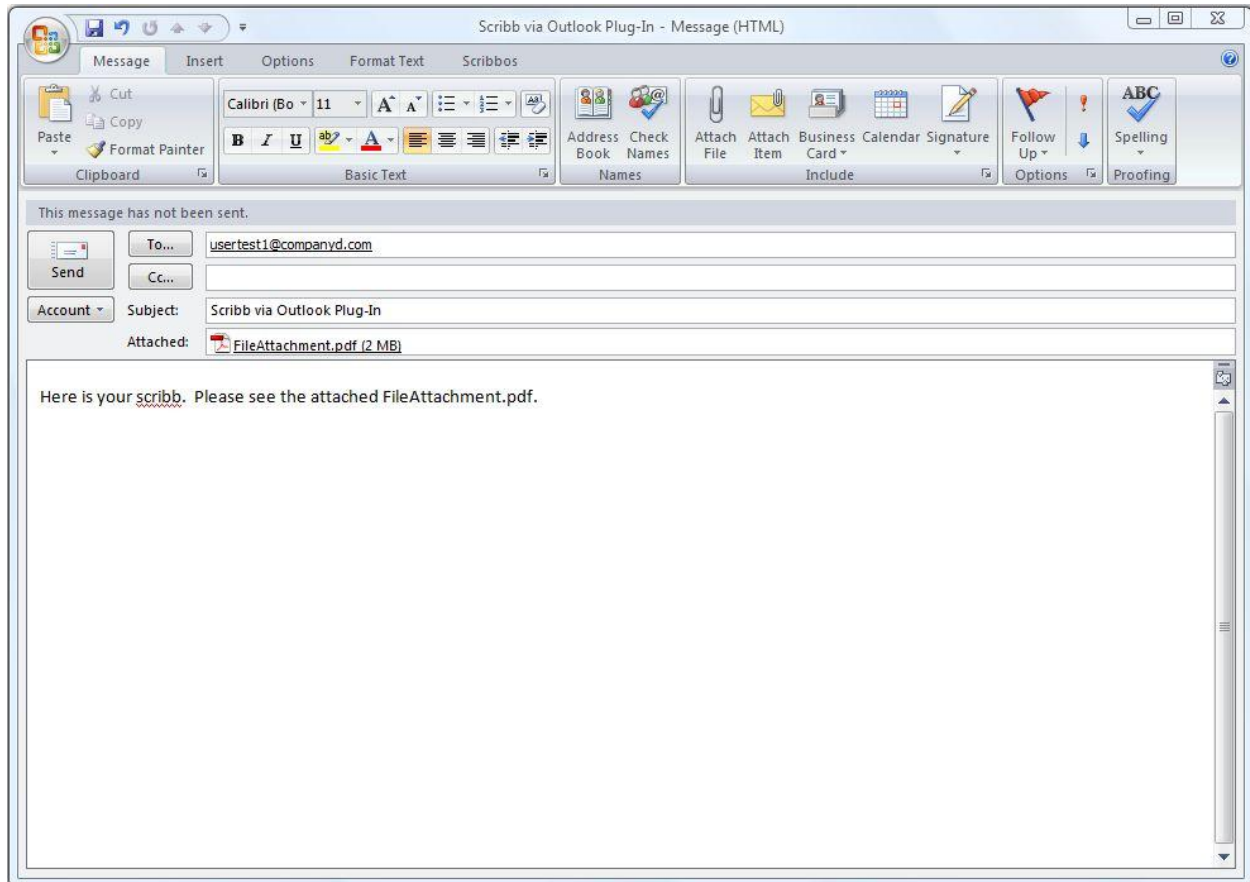 Scribb via Outlook Plug-In - Message (HTML)
Message Insert Options Format Text Scribbos
Paste
Cut
Copy
Format Painter
Clipboard
Calibri (Bo 11 A A
B I U ab A
Basic Text
Address Book
Check Names
Names
Attach File
Attach Item
Business Card
Calendar
Signature
Include
Follow Up
Options
ABC
Spelling
Proofing
This message has not been sent.
Send
To... usertest1@companyd.com
Cc...
Account Subject: Scribb via Outlook Plug-In
Attached: FileAttachment.pdf (2 MB)
Here is your scribb. Please see the attached FileAttachment.pdf.